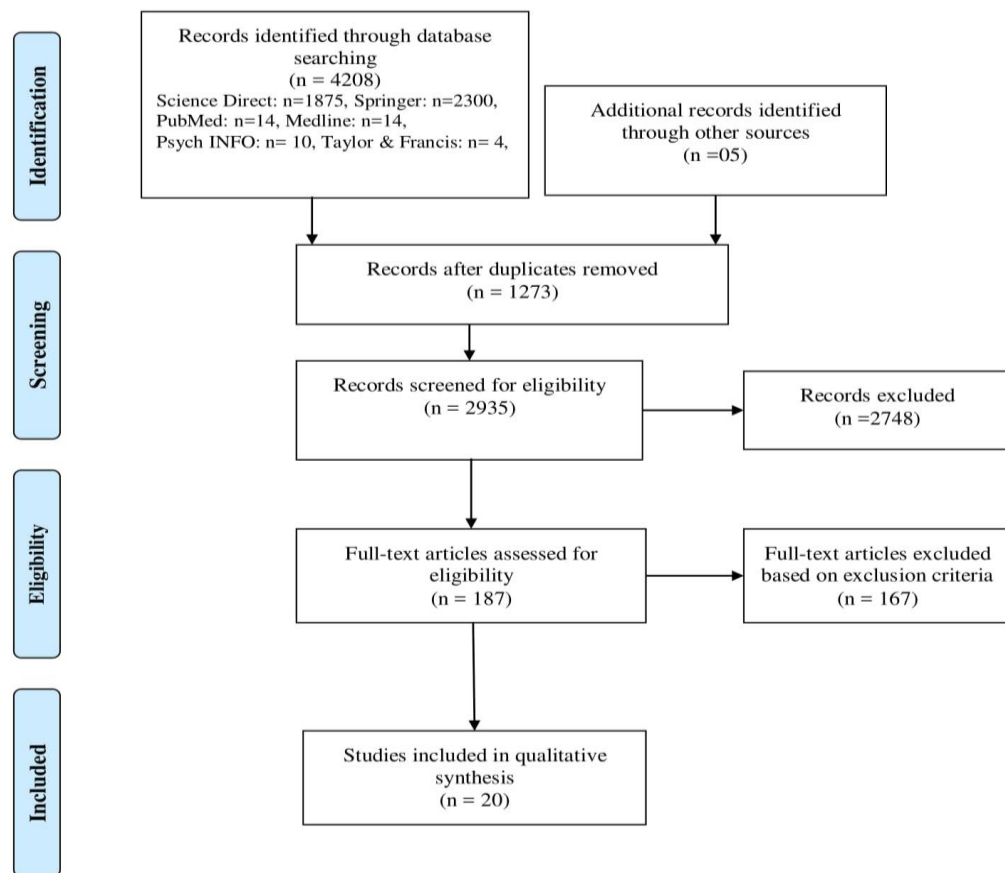 Identification
Records identified through database
searching
(n = 4208)
Science Direct: n=1875, Springer: n=2300,
PubMed: n=14, Medline: n=14,
Psych INFO: n= 10, Taylor & Francis: n= 4,
Additional records identified
through other sources
(n =05)
Screening
Records after duplicates removed
(n = 1273)
Records screened for eligibility
(n = 2935)
Records excluded
(n =2748)
Eligibility
Full-text articles assessed for
eligibility
(n = 187)
Full-text articles excluded
based on exclusion criteria
(n = 167)
Included
Studies included in qualitative
synthesis
(n = 20)